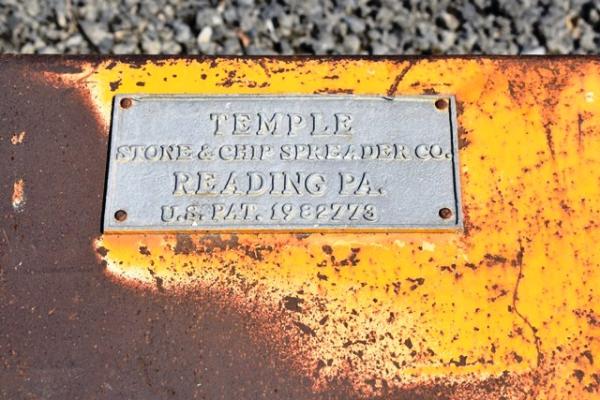 TEMPLE
STONE & CHIP SPREADER CO.
READING PA.
U.S. PAT. 1982773